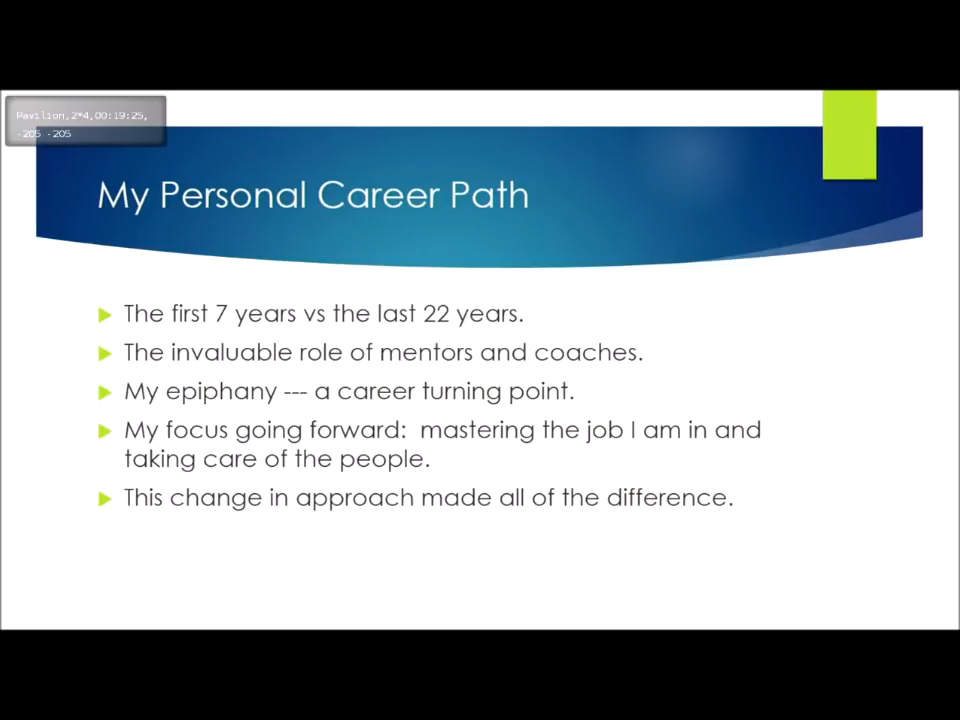 Pavilion,2*4,00:19:25,
-205 -205
My Personal Career Path
The first 7 years vs the last 22 years.
The invaluable role of mentors and coaches.
My epiphany --- a career turning point.
My focus going forward:  mastering the job I am in and
taking care of the people.
This change in approach made all of the difference.